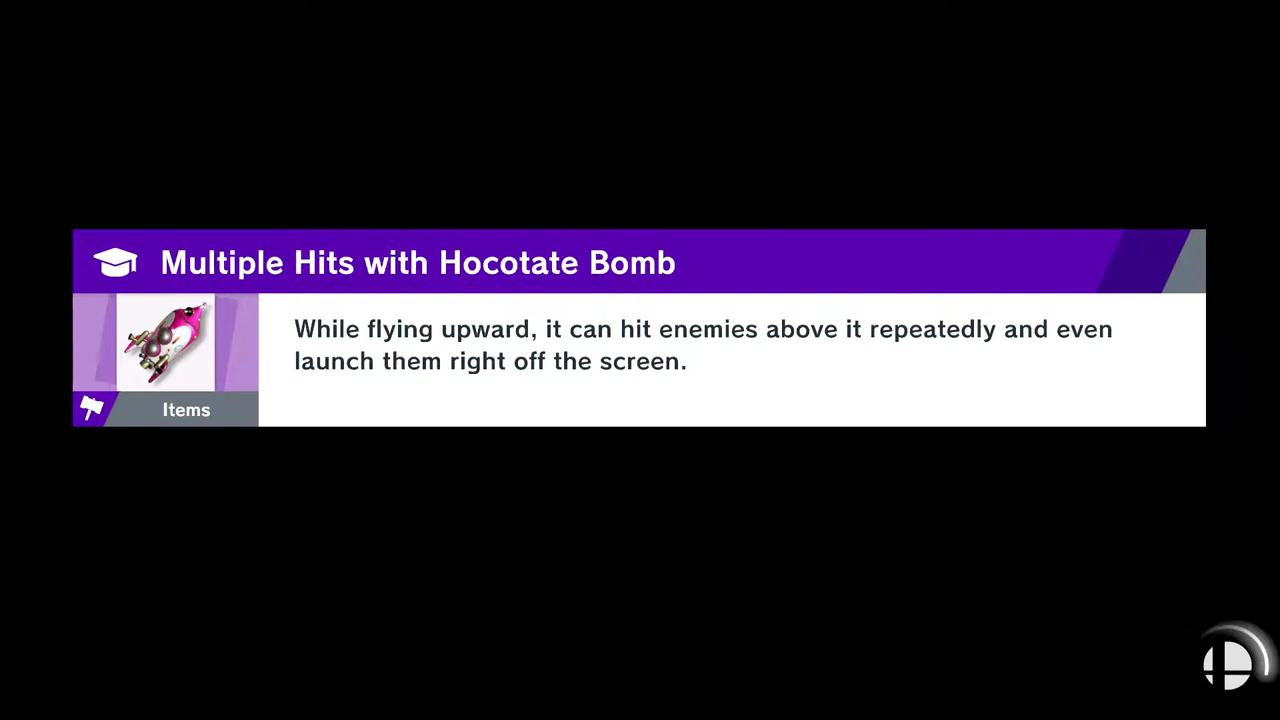 Multiple Hits with Hocotate Bomb
While flying upward, it can hit enemies above it repeatedly and even
launch them right off the screen.
Items